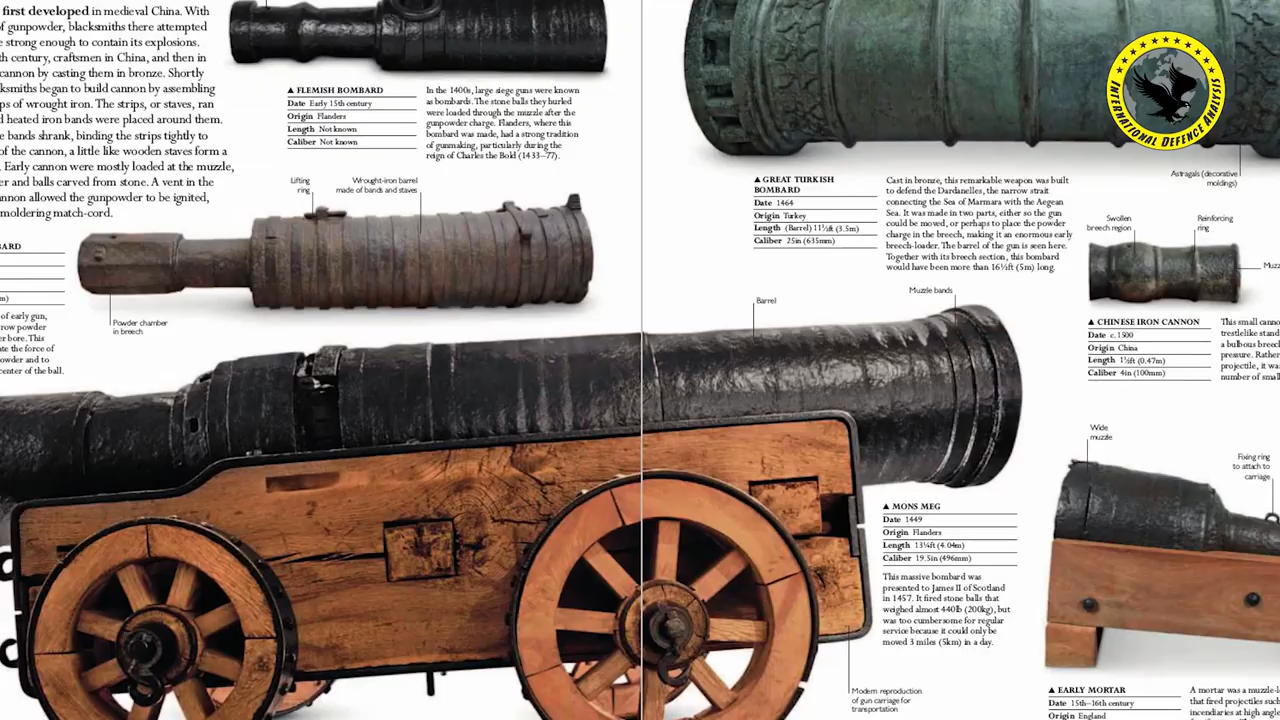 first developed in medieval China. With
of gunpowder, blacksmiths there attempted
strong enough to contain its explosions.
century, craftsmen in China, and then in
cannon by casting them in bronze. Shortly
began to build cannon by assembling
of wrought iron. The strips, or staves, ran
heated iron bands were placed around them.
bands shrank, binding the strips tightly to
of the cannon, a little like wooden staves form a
Early cannon were mostly loaded at the muzzle,
and balls carved from stone. A vent in the
allowed the gunpowder to be ignited,
match-cord.
▲ FLEMISH BOMBARD
Date Early 15th century
Origin Flanders
Length Not known
Caliber Not known
In the 1400s, large siege guns were known
as bombards. The stone balls they hurled
were loaded through the muzzle after the
gunpowder charge. Flanders, where this
bombard was made, had a strong tradition
of gunmaking, particularly during the
reign of Charles the Bold (1433–77).
Lifting
ring
Wrought-iron barrel
made of bands and staves
Powder chamber
in breech
of early gun,
powder
bore. This
the force of
and to
center of the ball.
INTERNATIONAL DEFENCE ANALYSIS
Astragals (decorative
moldings)
▲ GREAT TURKISH
BOMBARD
Date 1464
Origin Turkey
Length (Barrel) 11½ft (3.5m)
Caliber 25in (635mm)
Cast in bronze, this remarkable weapon was built
to defend the Dardanelles, the narrow strait
connecting the Sea of Marmara with the Aegean
Sea. It was made in two parts, either so the gun
could be moved, or perhaps to place the powder
charge in the breech, making it an enormous early
breech-loader. The barrel of the gun is seen here.
Together with its breech section, this bombard
would have been more than 16½ft (5m) long.
Swollen
breech region
Reinforcing
ring
▲ CHINESE IRON CANNON
Date c.1500
Origin China
Length 1½ft (0.47m)
Caliber 4in (100mm)
This small
trestlelike stand
a bulbous
pressure. Rather
projectile, it
number of
Barrel
Muzzle bands
▲ MONS MEG
Date 1449
Origin Flanders
Length 13¼ft (4.04m)
Caliber 19.5in (496mm)
This massive bombard was
presented to James II of Scotland
in 1457. It fired stone balls that
weighed almost 440lb (200kg), but
was too cumbersome for regular
service because it could only be
moved 3 miles (5km) in a day.
Modern reproduction
of gun carriage for
transportation
Wide
muzzle
Fixing ring
to attach to
carriage
▲ EARLY MORTAR
Date 15th–16th century
Origin England
A mortar was a
that fired projectiles
incendiaries at high